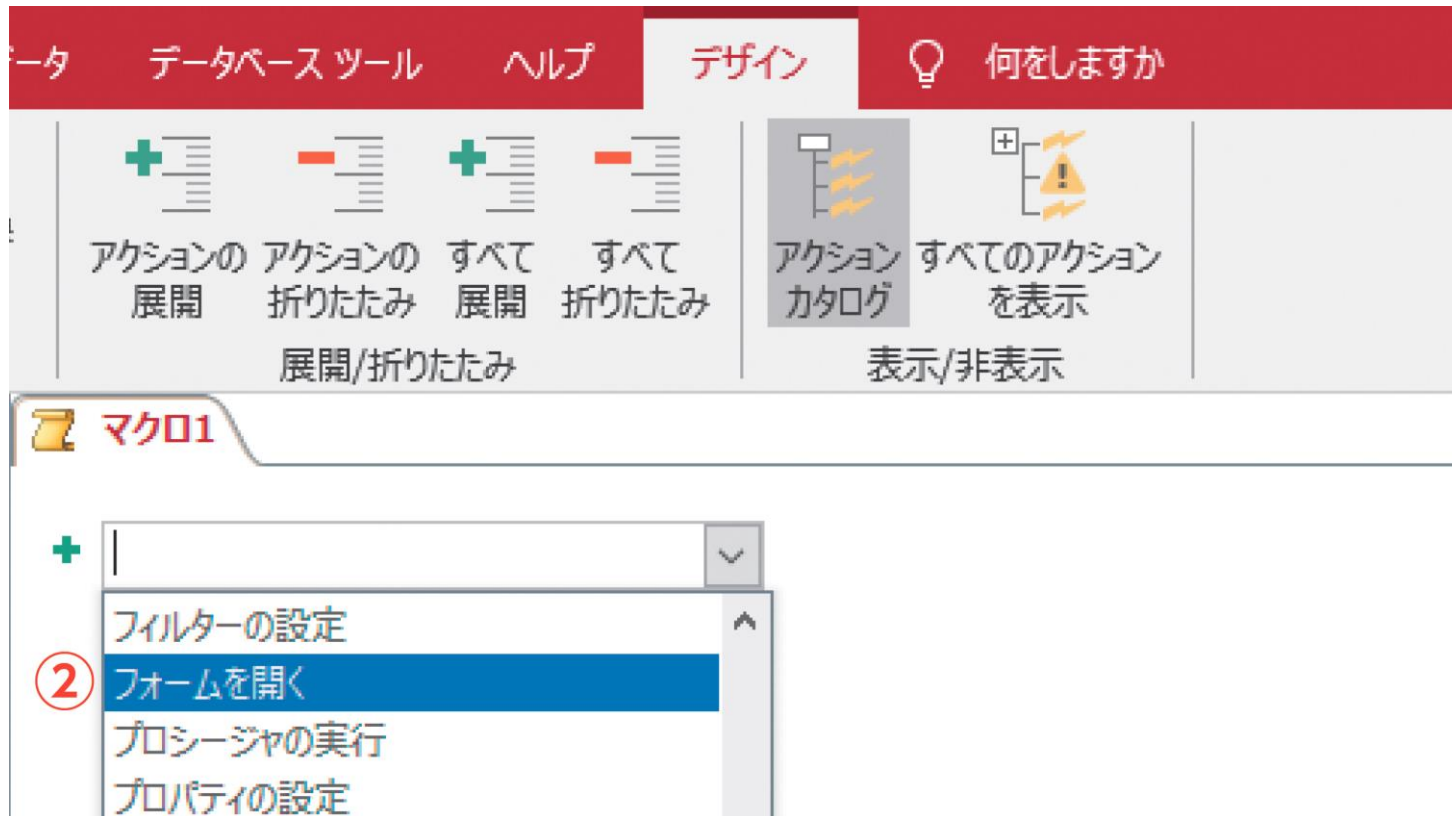 データベース ツール ヘルプ デザイン 何をしますか
アクションの アクションの すべて すべて アクション すべてのアクション
展開 折りたたみ 展開 折りたたみ カタログ を表示
展開/折りたたみ 表示/非表示
マクロ1
フィルターの設定
② フォームを開く
プロシージャの実行
プロパティの設定